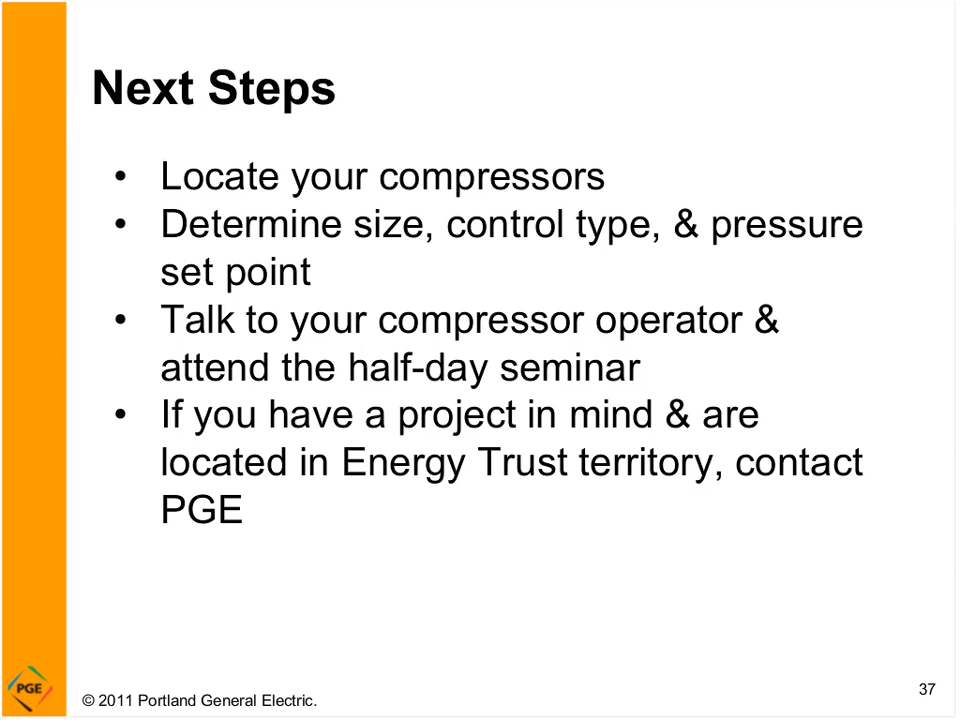 Next Steps
• Locate your compressors
• Determine size, control type, & pressure
set point
• Talk to your compressor operator &
attend the half-day seminar
• If you have a project in mind & are
located in Energy Trust territory, contact
PGE
PGE
© 2011 Portland General Electric.
37